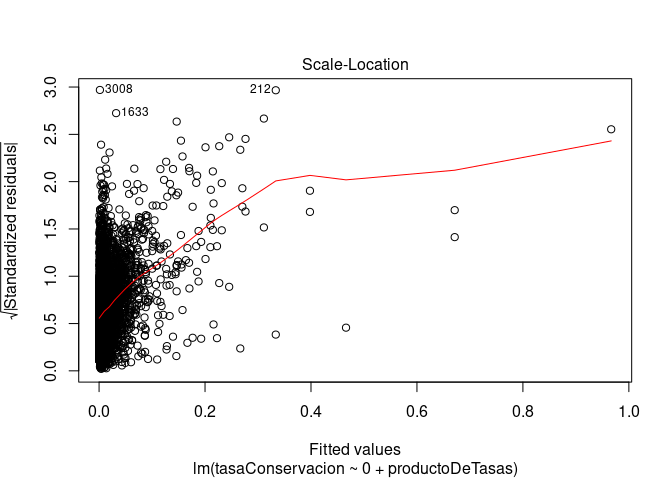 Scale-Location
√|Standardized residuals|
3.0
2.5
2.0
1.5
1.0
0.5
0.0
3008
212
1633
0.0 0.2 0.4 0.6 0.8 1.0
Fitted values
lm(tasaConservacion ~ 0 + productoDeTasas)